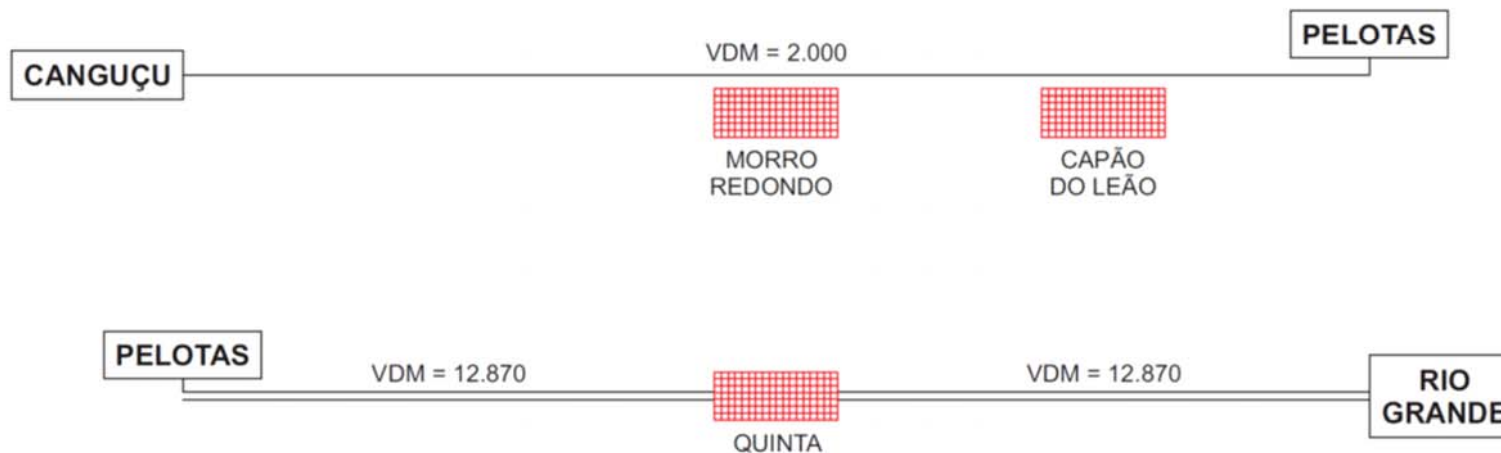 PELOTAS
VDM = 2.000
CANGUÇU
MORRO
REDONDO
CAPÃO
DO LEÃO
PELOTAS
VDM = 12.870
VDM = 12.870
RIO
GRANDE
QUINTA